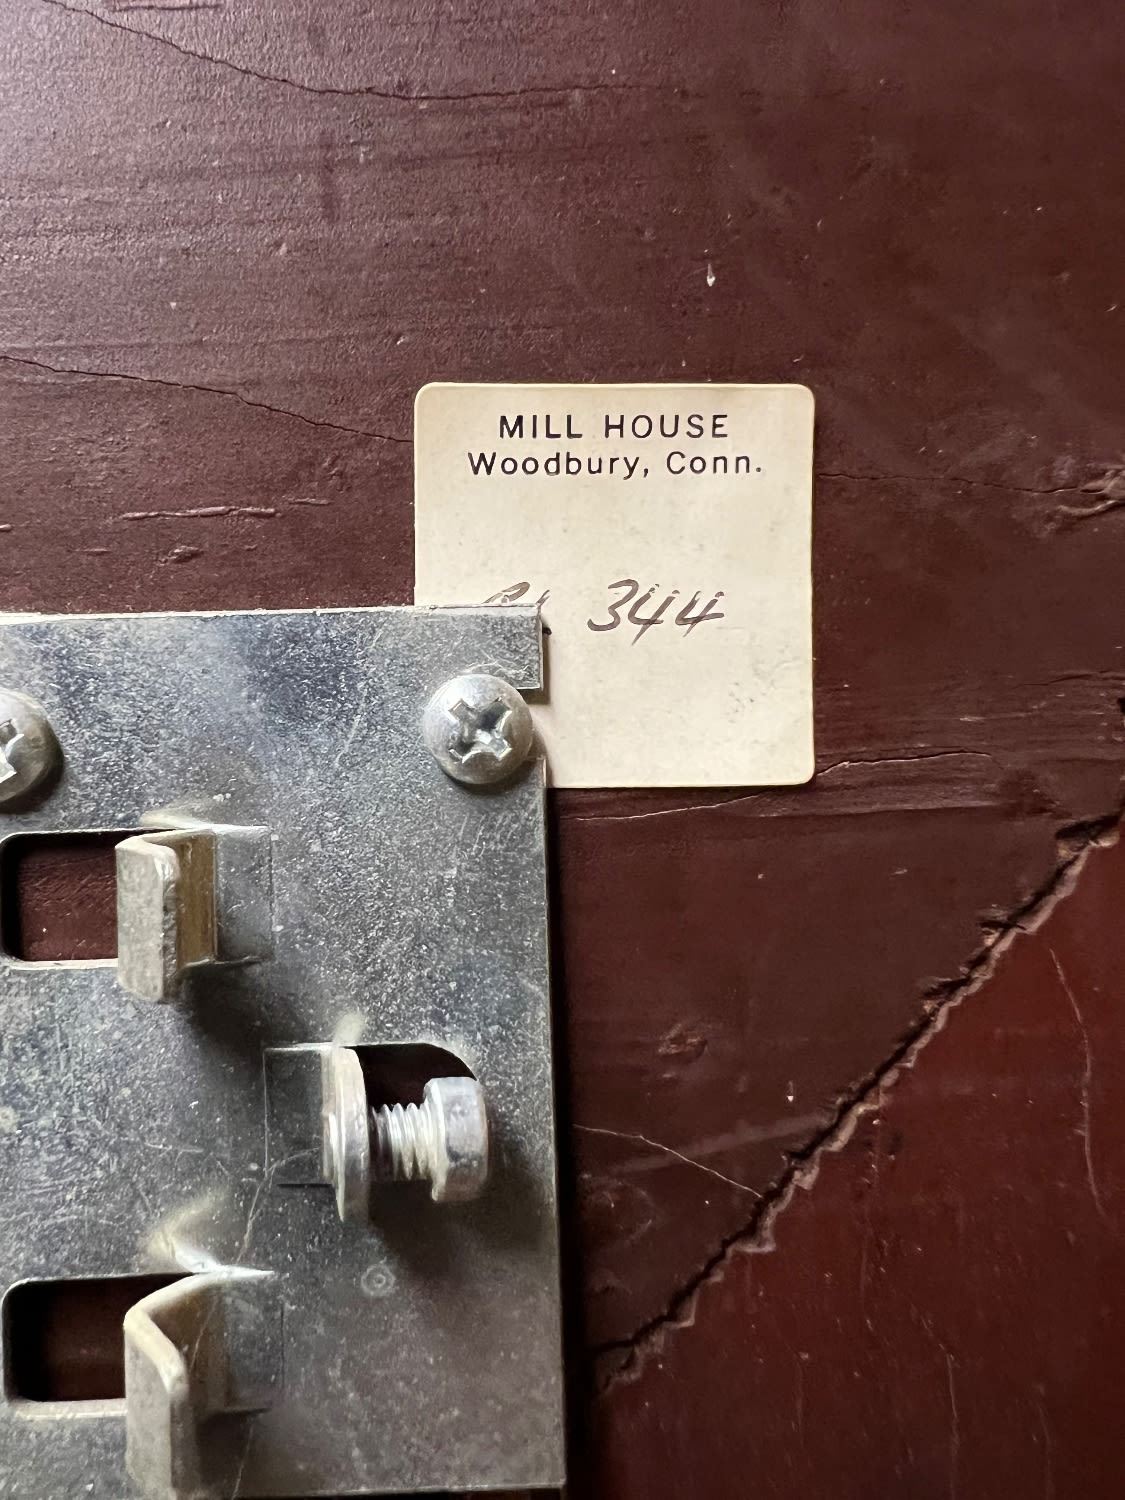 MILL HOUSE
Woodbury, Conn.
344